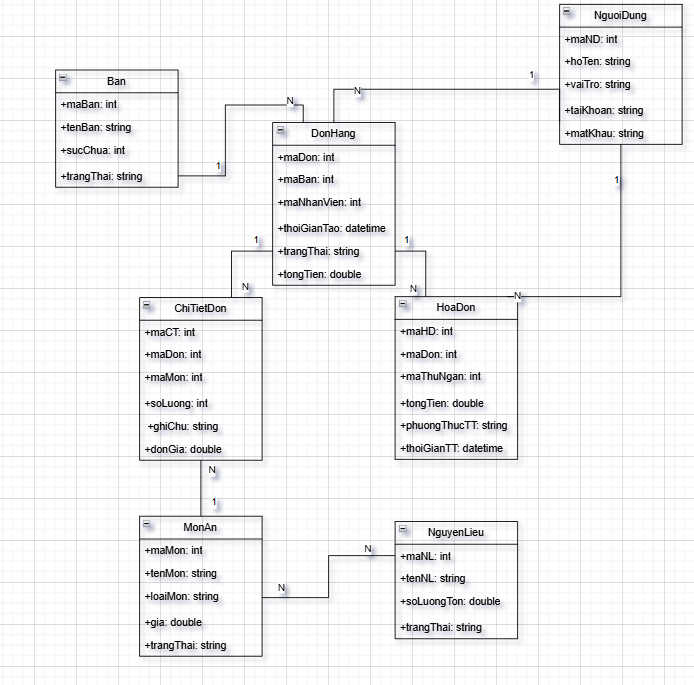 NguoiDung
+maND: int
+hoTen: string
+vaiTro: string
+taiKhoan: string
+matKhau: string
Ban
+maBan: int
+tenBan: string
+sucChua: int
+trangThai: string
1
N
N
1
DonHang
+maDon: int
+maBan: int
+maNhanVien: int
+thoiGianTao: datetime
+trangThai: string
+tongTien: double
1
1
1
N
N
N
ChiTietDon
+maCT: int
+maDon: int
+maMon: int
+soLuong: int
+ghiChu: string
+donGia: double
HoaDon
+maHD: int
+maDon: int
+maThuNgan: int
+tongTien: double
+phuongThucTT: string
+thoiGianTT: datetime
N
1
MonAn
+maMon: int
+tenMon: string
+loaiMon: string
+gia: double
+trangThai: string
N
N
NguyenLieu
+maNL: int
+tenNL: string
+soLuongTon: double
+trangThai: string